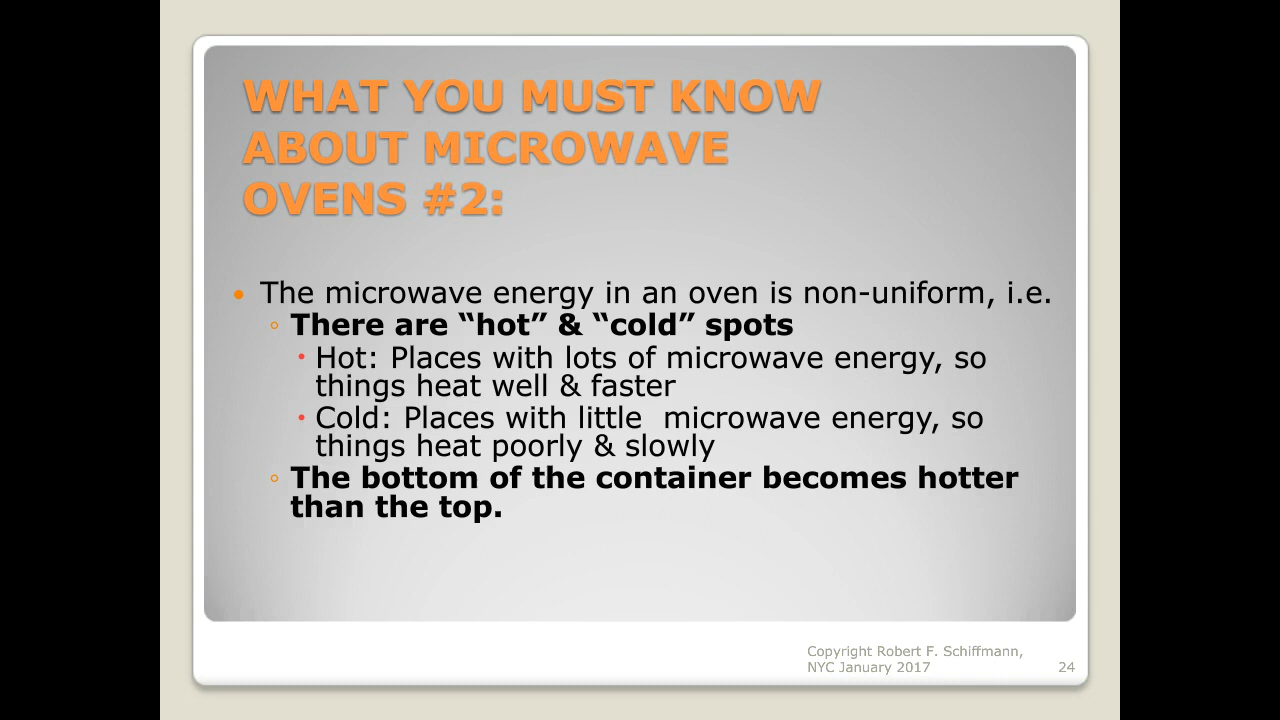 WHAT YOU MUST KNOW
ABOUT MICROWAVE
OVENS #2:
• The microwave energy in an oven is non-uniform, i.e.
◦ There are “hot” & “cold” spots
• Hot: Places with lots of microwave energy, so
things heat well & faster
• Cold: Places with little  microwave energy, so
things heat poorly & slowly
◦ The bottom of the container becomes hotter
than the top.
Copyright Robert F. Schiffmann,
NYC January 2017
24